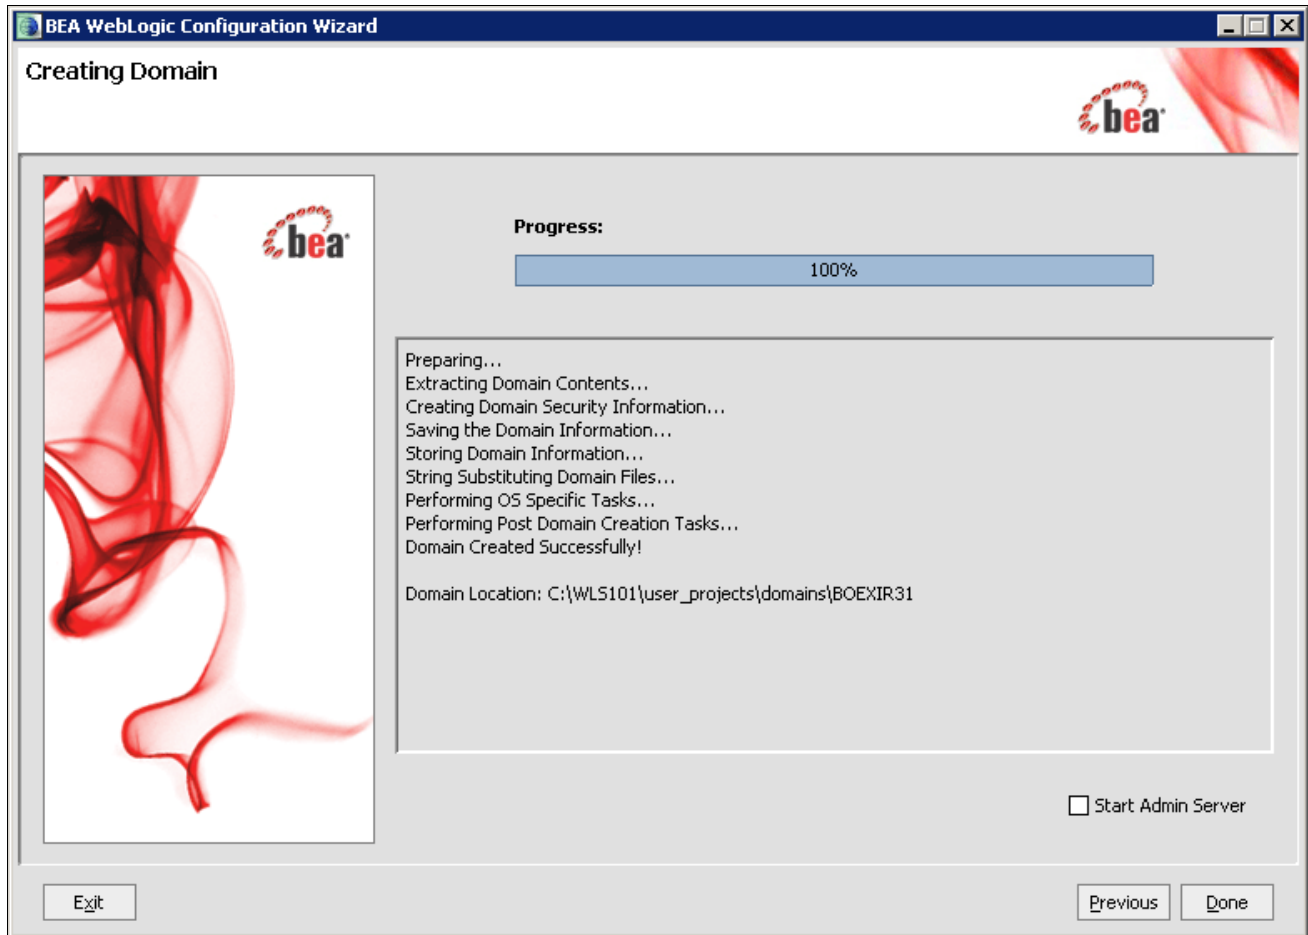 BEA WebLogic Configuration Wizard
Creating Domain
bea
bea
Progress:
100%
Preparing...
Extracting Domain Contents...
Creating Domain Security Information...
Saving the Domain Information...
Storing Domain Information...
String Substituting Domain Files...
Performing OS Specific Tasks...
Performing Post Domain Creation Tasks...
Domain Created Successfully!
Domain Location: C:\WLS101\user_projects\domains\BOEXIR31
Start Admin Server
Exit
Previous
Done